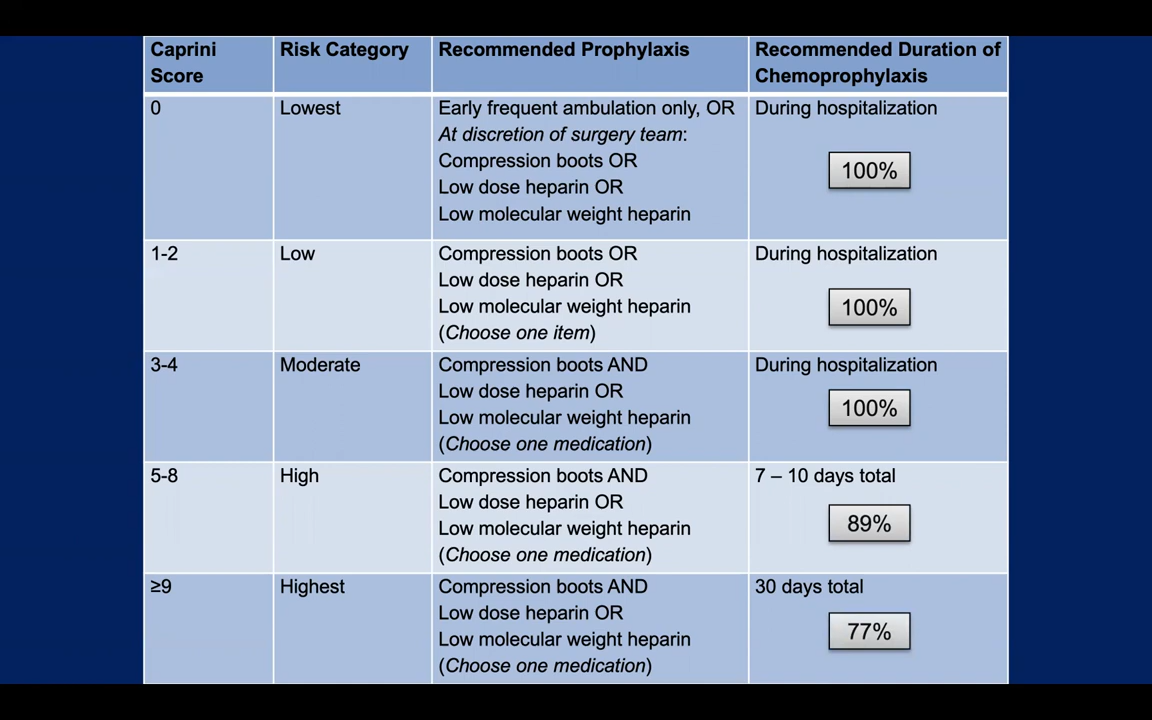 Caprini Score
Risk Category
Recommended Prophylaxis
Recommended Duration of Chemoprophylaxis
0
Lowest
Early frequent ambulation only, OR
At discretion of surgery team:
Compression boots OR
Low dose heparin OR
Low molecular weight heparin
During hospitalization
100%
1-2
Low
Compression boots OR
Low dose heparin OR
Low molecular weight heparin
(Choose one item)
During hospitalization
100%
3-4
Moderate
Compression boots AND
Low dose heparin OR
Low molecular weight heparin
(Choose one medication)
During hospitalization
100%
5-8
High
Compression boots AND
Low dose heparin OR
Low molecular weight heparin
(Choose one medication)
7 – 10 days total
89%
≥9
Highest
Compression boots AND
Low dose heparin OR
Low molecular weight heparin
(Choose one medication)
30 days total
77%